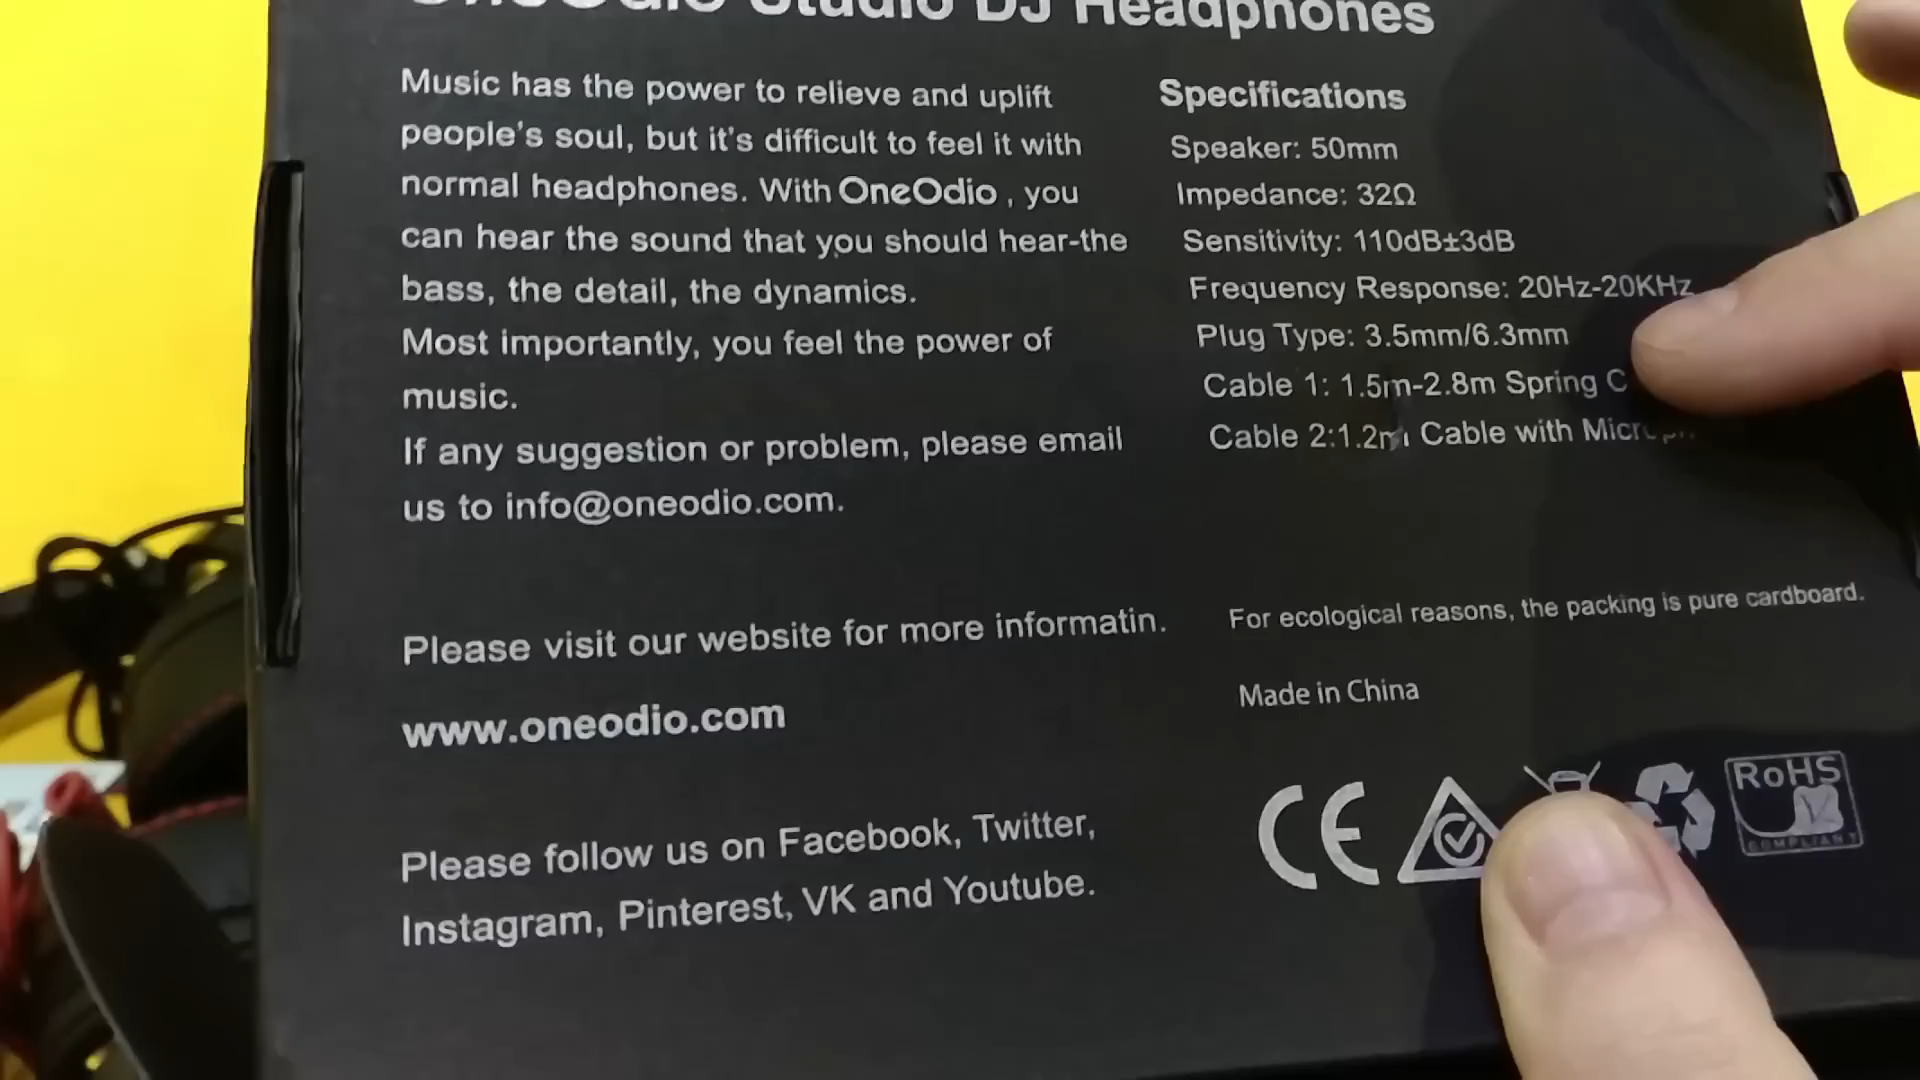 OneOdio Studio DJ Headphones
Music has the power to relieve and uplift
people's soul, but it's difficult to feel it with
normal headphones. With OneOdio , you
can hear the sound that you should hear-the
bass, the detail, the dynamics.
Most importantly, you feel the power of
music.
If any suggestion or problem, please email
us to info@oneodio.com.
Please visit our website for more informatin.
www.oneodio.com
Please follow us on Facebook, Twitter,
Instagram, Pinterest, VK and Youtube.
Specifications
Speaker: 50mm
Impedance: 32Ω
Sensitivity: 110dB±3dB
Frequency Response: 20Hz-20KHz
Plug Type: 3.5mm/6.3mm
Cable 1: 1.5m-2.8m Spring
Cable 2:1.2m Cable with
For ecological reasons, the packing is pure cardboard.
Made in China
CE
RoHS
COMPLIANT